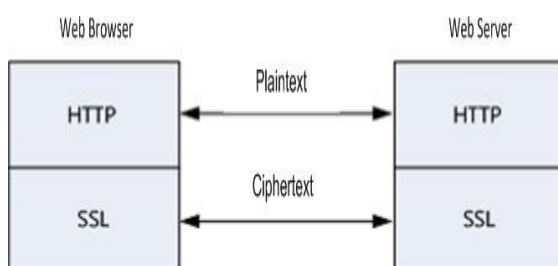 Web Browser
Web Server
Plaintext
HTTP
HTTP
Ciphertext
SSL
SSL